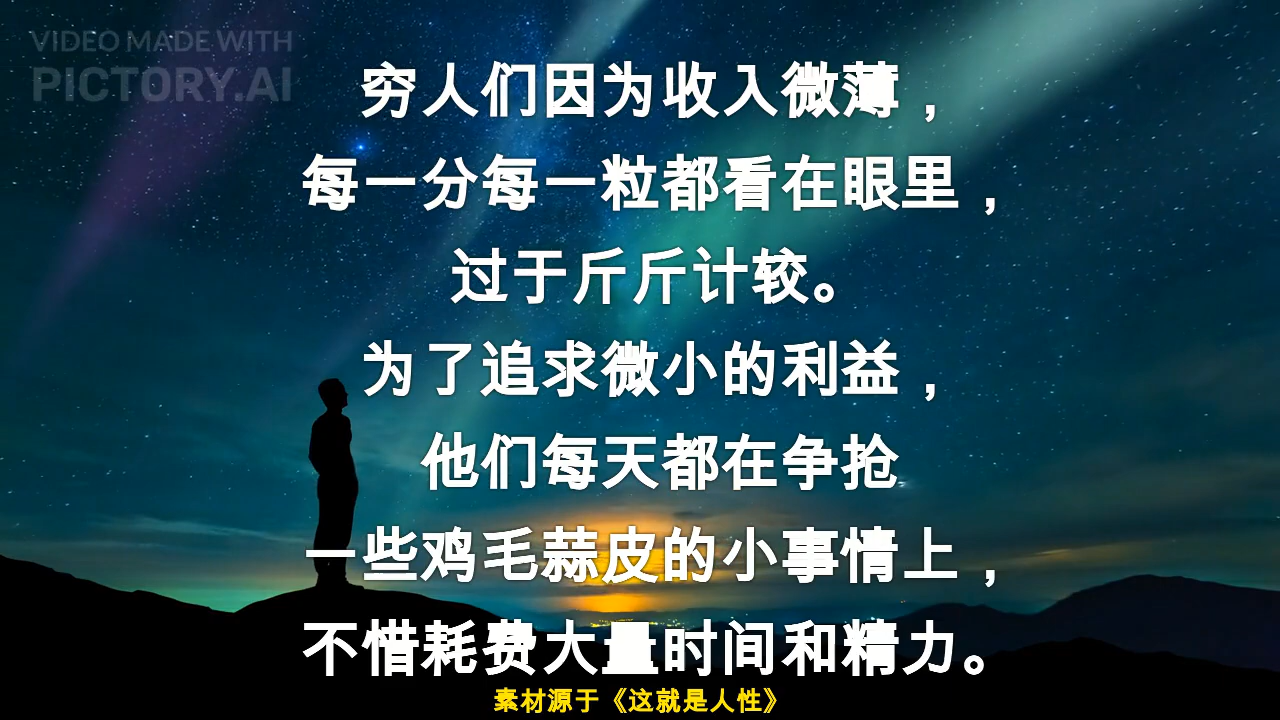 VIDEO MADE WITH
PICTORY.AI
穷人们因为收入微薄，
每一分每一粒都看在眼里，
过于斤斤计较。
为了追求微小的利益，
他们每天都在争抢
一些鸡毛蒜皮的小事情上，
不惜耗费大量时间和精力。
素材源于《这就是人性》